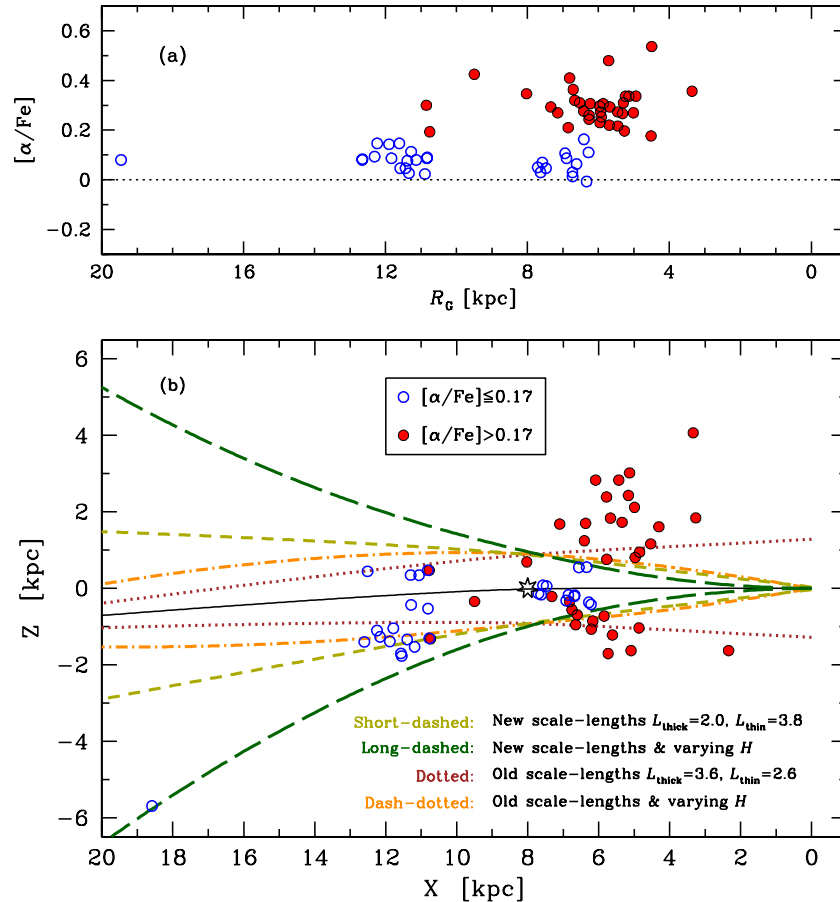 0.6
0.4
0.2
0
−0.2
[α/Fe]
(a)
20 16 12 8 4 0
R_G [kpc]
6
4
2
0
−2
−4
−6
Z [kpc]
(b)
[α/Fe]≤0.17
[α/Fe]>0.17
Short-dashed: New scale-lengths L_thick=2.0, L_thin=3.8
Long-dashed: New scale-lengths & varying H
Dotted: Old scale-lengths L_thick=3.6, L_thin=2.6
Dash-dotted: Old scale-lengths & varying H
20 18 16 14 12 10 8 6 4 2 0
X [kpc]